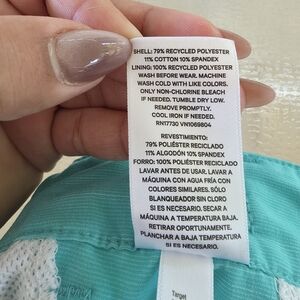 SHELL: 79% RECYCLED POLYESTER
11% COTTON 10% SPANDEX
LINING: 100% RECYCLED POLYESTER
WASH BEFORE WEAR. MACHINE
WASH COLD WITH LIKE COLORS.
ONLY NON-CHLORINE BLEACH
IF NEEDED. TUMBLE DRY LOW.
REMOVE PROMPTLY.
COOL IRON IF NEEDED.
RN17730 VN1069804
REVESTIMIENTO:
79% POLIÉSTER RECICLADO
11% ALGODÓN 10% SPANDEX
FORRO: 100% POLIÉSTER RECICLADO
LAVAR ANTES DE USAR. LAVAR A
MÁQUINA CON AGUA FRÍA CON
COLORES SIMILARES. SÓLO
BLANQUEADOR SIN CLORO
SI ES NECESARIO. SECAR A
MÁQUINA A TEMPERATURA BAJA.
RETIRAR OPORTUNAMENTE.
PLANCHAR A BAJA TEMPERATURA
SI ES NECESARIO.
Target